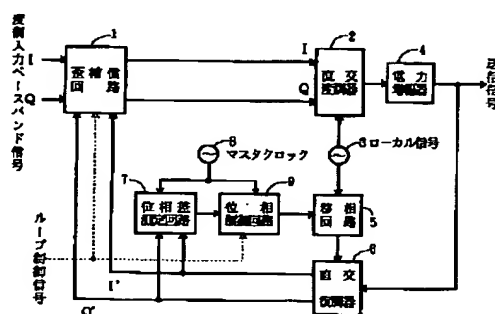 変調入力ベースバンド信号
I
Q
1
歪補償
回路
I
Q
2
直交
変調器
4
電力
増幅器
送信信号
3 ローカル信号
8 マスタクロック
7
位相差
測定回路
9
位相
制御回路
移相
回路
5
6
直交
復調器
ループ制御信号
I'
Q'